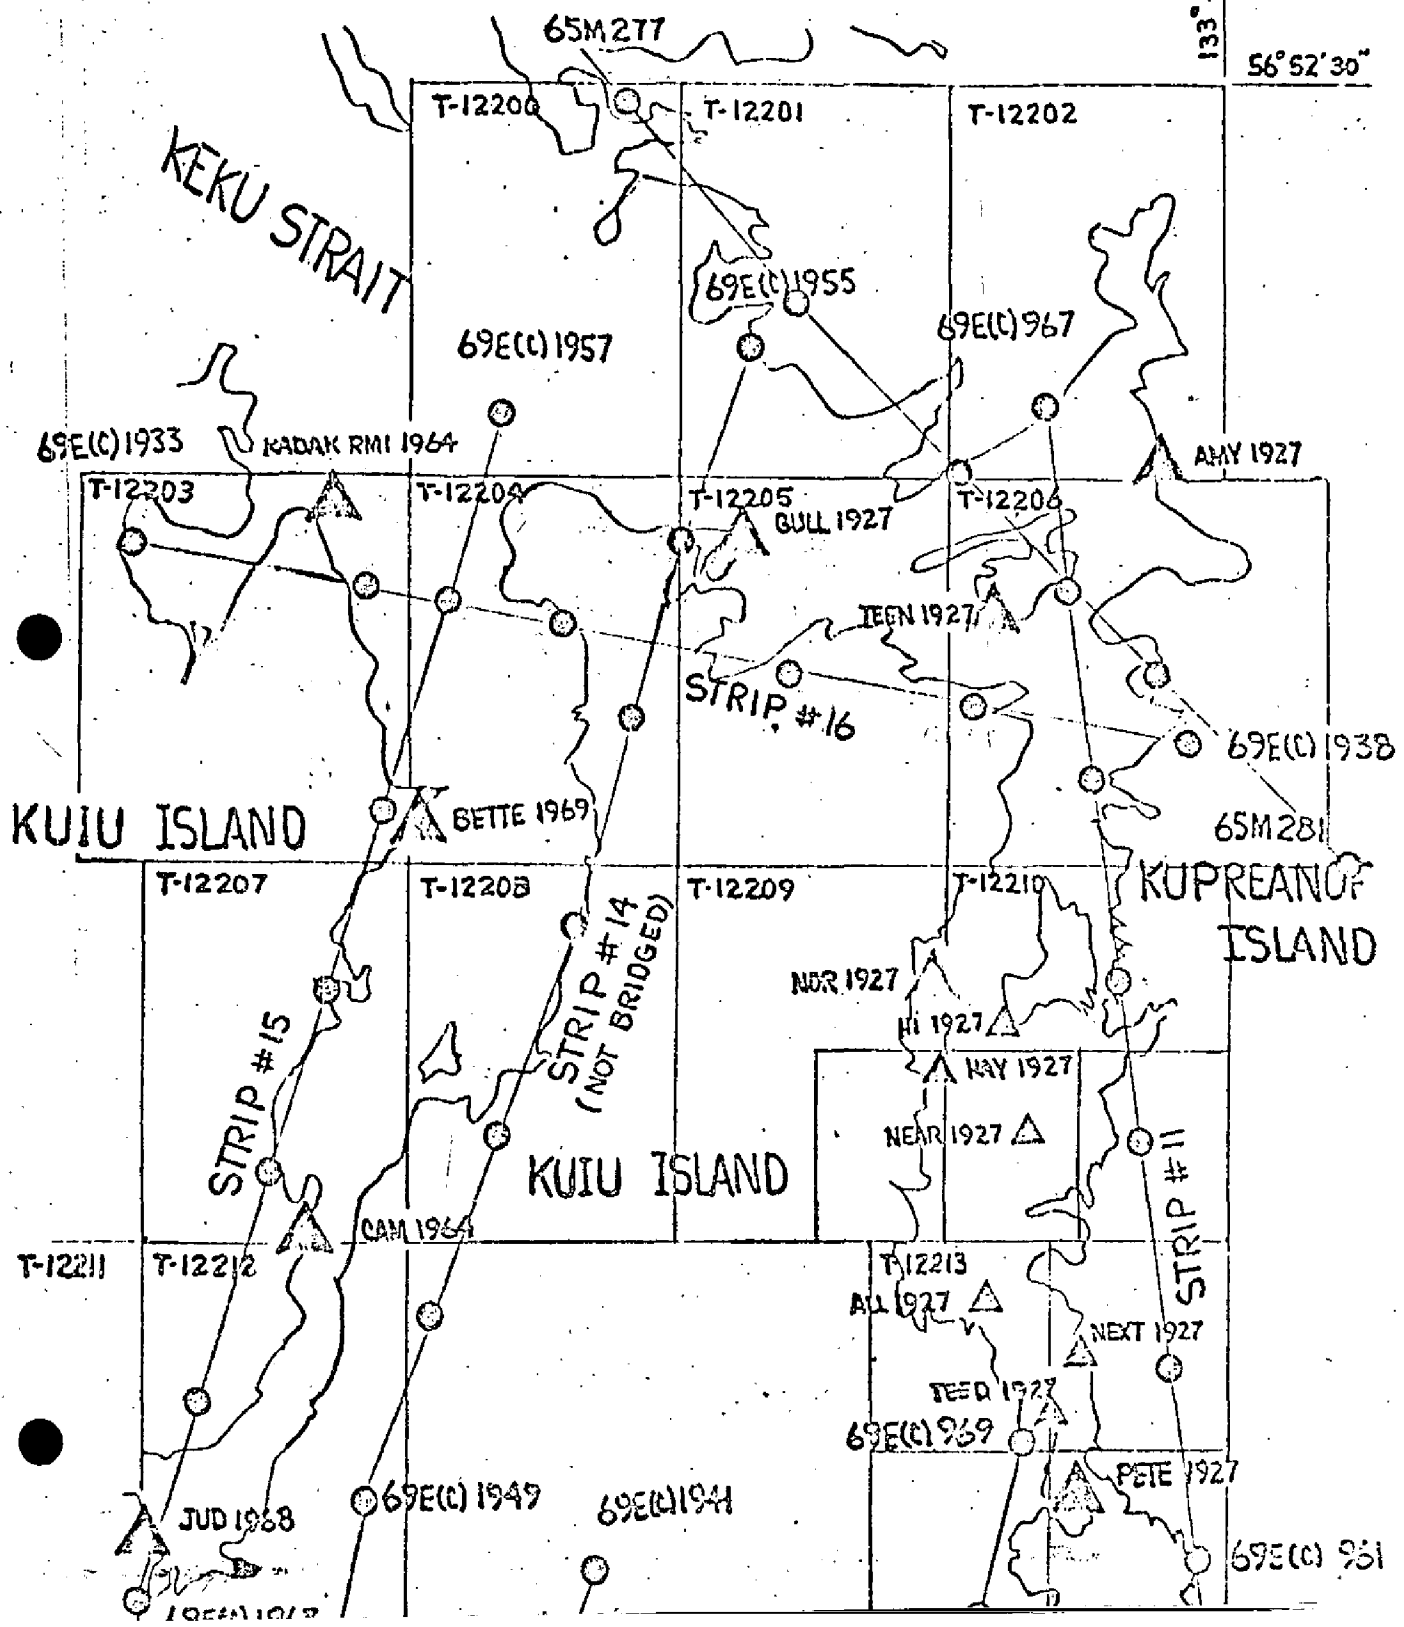 65M277
133°
56°52'30"
T-12200
T-12201
T-12202
KEKU STRAIT
69E(C)1955
69E(C)967
69E(C)1957
69E(C)1933
KADAK RMI 1964
AMY 1927
T-12203
T-12204
T-12205
T-12206
BULL 1927
TEEN 1927
STRIP #16
69E(C)1938
KUIU ISLAND
BETTE 1969
65M281
T-12207
T-12208
T-12209
T-12210
KUPREANOF
ISLAND
STRIP #14
(NOT BRIDGED)
NOR 1927
HI 1927
STRIP #15
HAY 1927
NEAR 1927
STRIP #11
KUIU ISLAND
CAM 1964
T-12211
T-12212
T-12213
ALL 1927
NEXT 1927
TEED 1927
69E(C)969
PETE 1927
69E(C)1949
69E(C)1941
JUD 1968
69E(C) 961